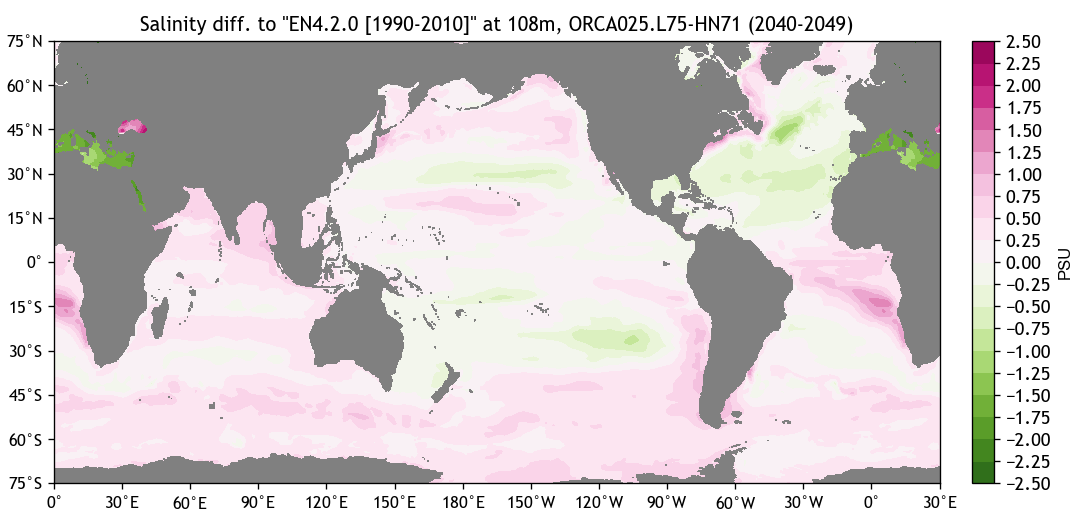 Salinity diff. to "EN4.2.0 [1990-2010]" at 108m, ORCA025.L75-HN71 (2040-2049)
75°N
60°N
45°N
30°N
15°N
0°
15°S
30°S
45°S
60°S
75°S
0° 30°E 60°E 90°E 120°E 150°E 180°E 150°W 120°W 90°W 60°W 30°W 0° 30°E
2.50
2.25
2.00
1.75
1.50
1.25
1.00
0.75
0.50
0.25
0.00
−0.25
−0.50
−0.75
−1.00
−1.25
−1.50
−1.75
−2.00
−2.25
−2.50
PSU